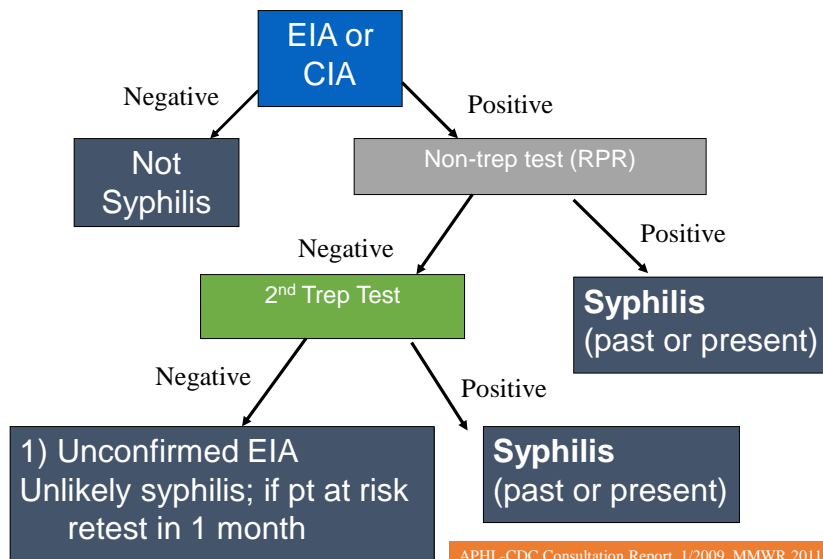 EIA or
CIA
Negative
Positive
Not
Syphilis
Non-trep test (RPR)
Negative
Positive
2nd Trep Test
Syphilis
(past or present)
Negative
Positive
1) Unconfirmed EIA
Unlikely syphilis; if pt at risk
retest in 1 month
Syphilis
(past or present)
APHL-CDC Consultation Report, 1/2009, MMWR 2011